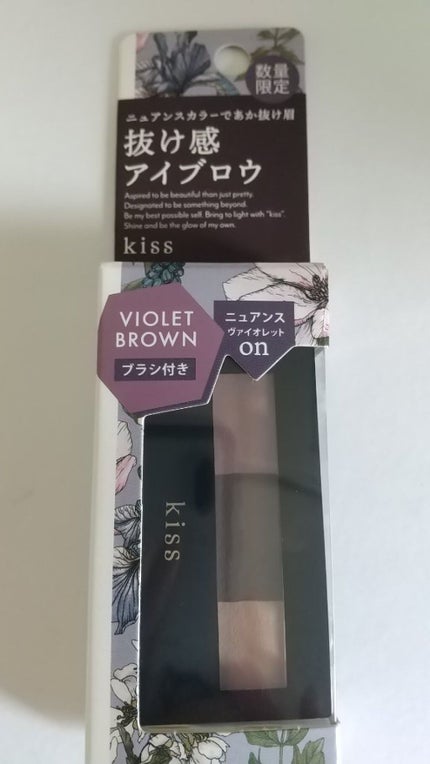 数量
限定
ニュアンスカラーであか抜け眉
抜け感
アイブロウ
Aspired to be beautiful than just pretty.
Designated to be something beyond.
Be my best possible self. Bring to light with "kiss".
Shine and be the glow of my own.
kiss
VIOLET
BROWN
ブラシ付き
ニュアンス
ヴァイオレット
on
kiss